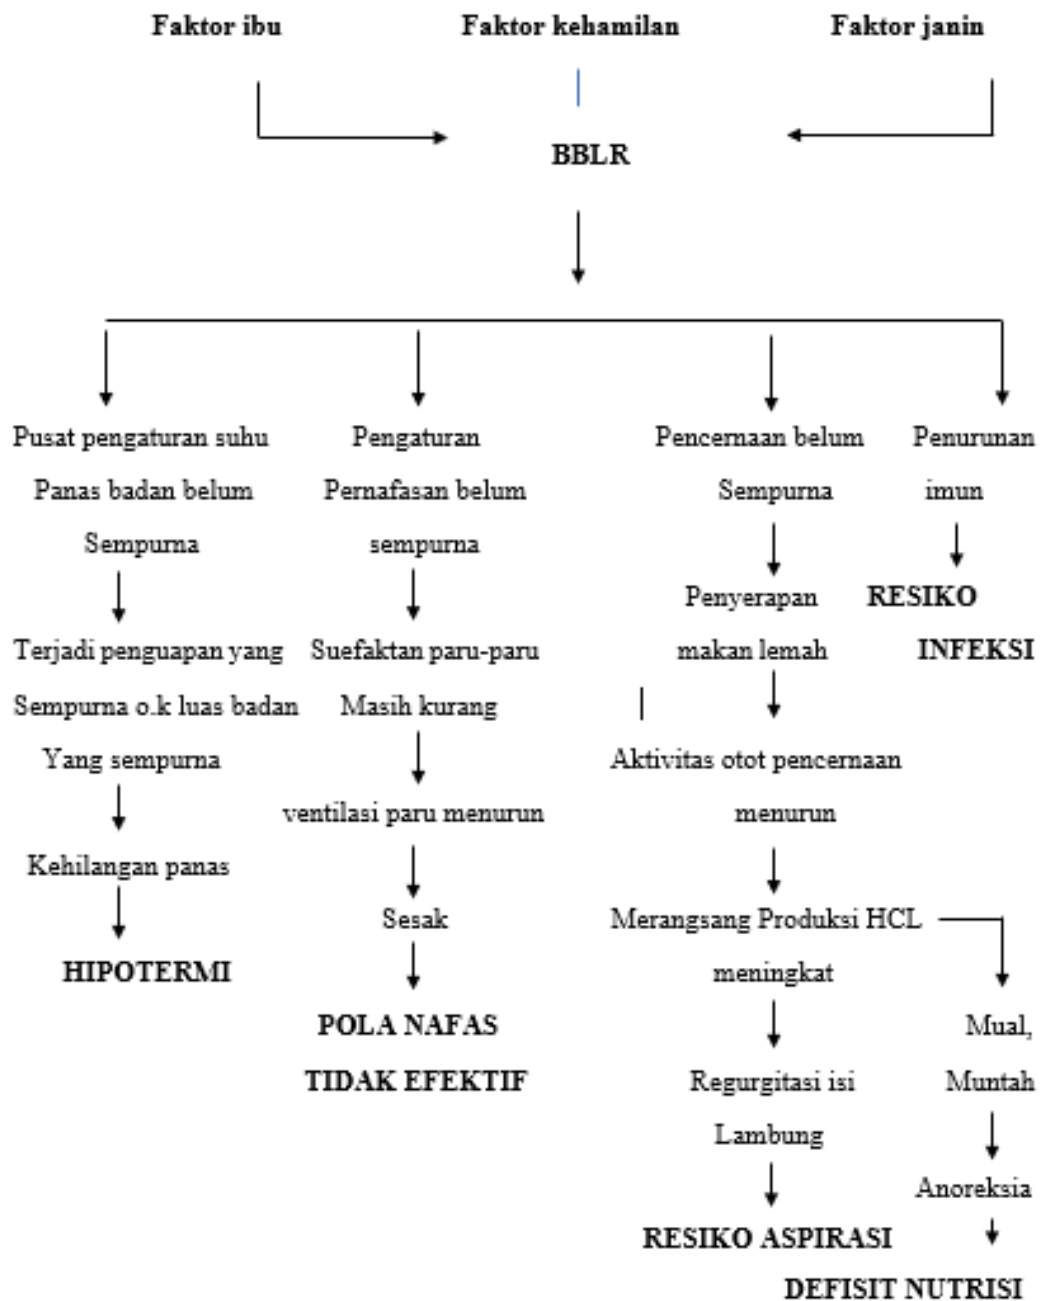 Faktor ibu
Faktor kehamilan
Faktor janin
BBLR
Pusat pengaturan suhu
Panas badan belum
Sempurna
Terjadi penguapan yang
Sempurna o.k luas badan
Yang sempurna
Kehilangan panas
HIPOTERMI
Pengaturan
Pernafasan belum
sempurna
Suefaktan paru-paru
Masih kurang
ventilasi paru menurun
Sesak
POLA NAFAS
TIDAK EFEKTIF
Pencernaan belum
Sempurna
Penyerapan
makan lemah
Aktivitas otot pencernaan
menurun
Merangsang Produksi HCL
meningkat
Regurgitasi isi
Lambung
RESIKO ASPIRASI
Mual,
Muntah
Anoreksia
DEFISIT NUTRISI
Penurunan
imun
RESIKO
INFEKSI